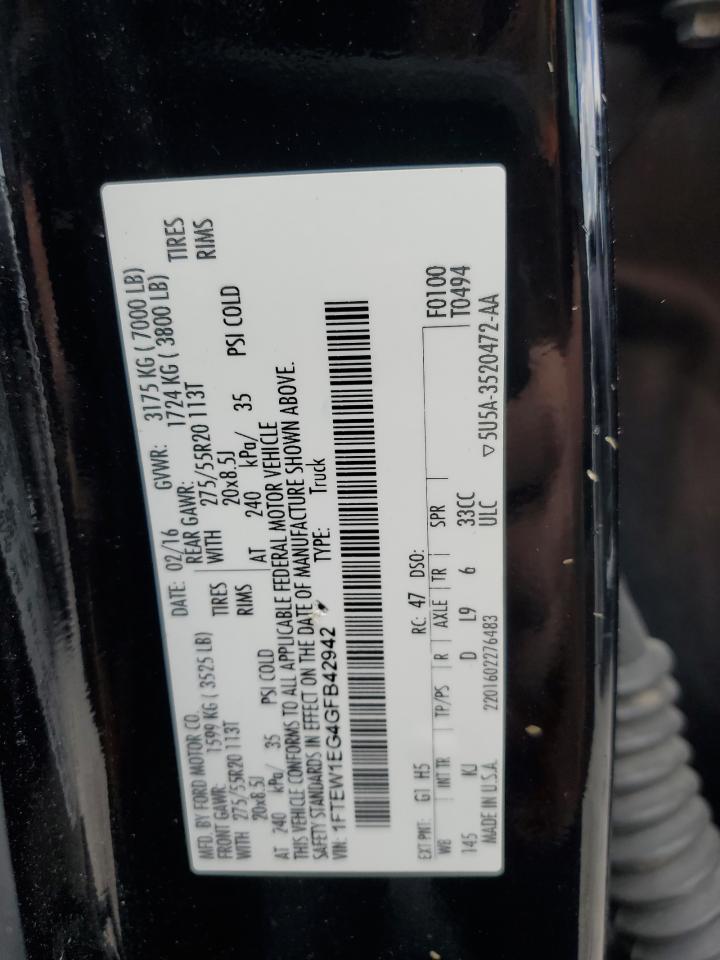 MFD. BY FORD MOTOR CO. DATE: 02/16 GVWR: 3175 KG ( 7000 LB)
FRONT GAWR: 1599 KG ( 3525 LB) REAR GAWR: 1724 KG ( 3800 LB)
WITH 275/55R20 113T TIRES WITH 275/55R20 113T TIRES
20x8.5J RIMS 20x8.5J RIMS
AT 240 kPa/ 35 PSI COLD AT 240 kPa/ 35 PSI COLD
THIS VEHICLE CONFORMS TO ALL APPLICABLE FEDERAL MOTOR VEHICLE
SAFETY STANDARDS IN EFFECT ON THE DATE OF MANUFACTURE SHOWN ABOVE.
VIN: 1FTEW1EG4GFB42942 TYPE: Truck
EXT PNT: G1 H5 RC: 47 DSO: F0100
WB INT TR TP/PS R AXLE TR SPR T0494
145 KJ D L9 6 33CC
MADE IN U.S.A. 2201602276483 ULC ▽5U5A-3520472-AA